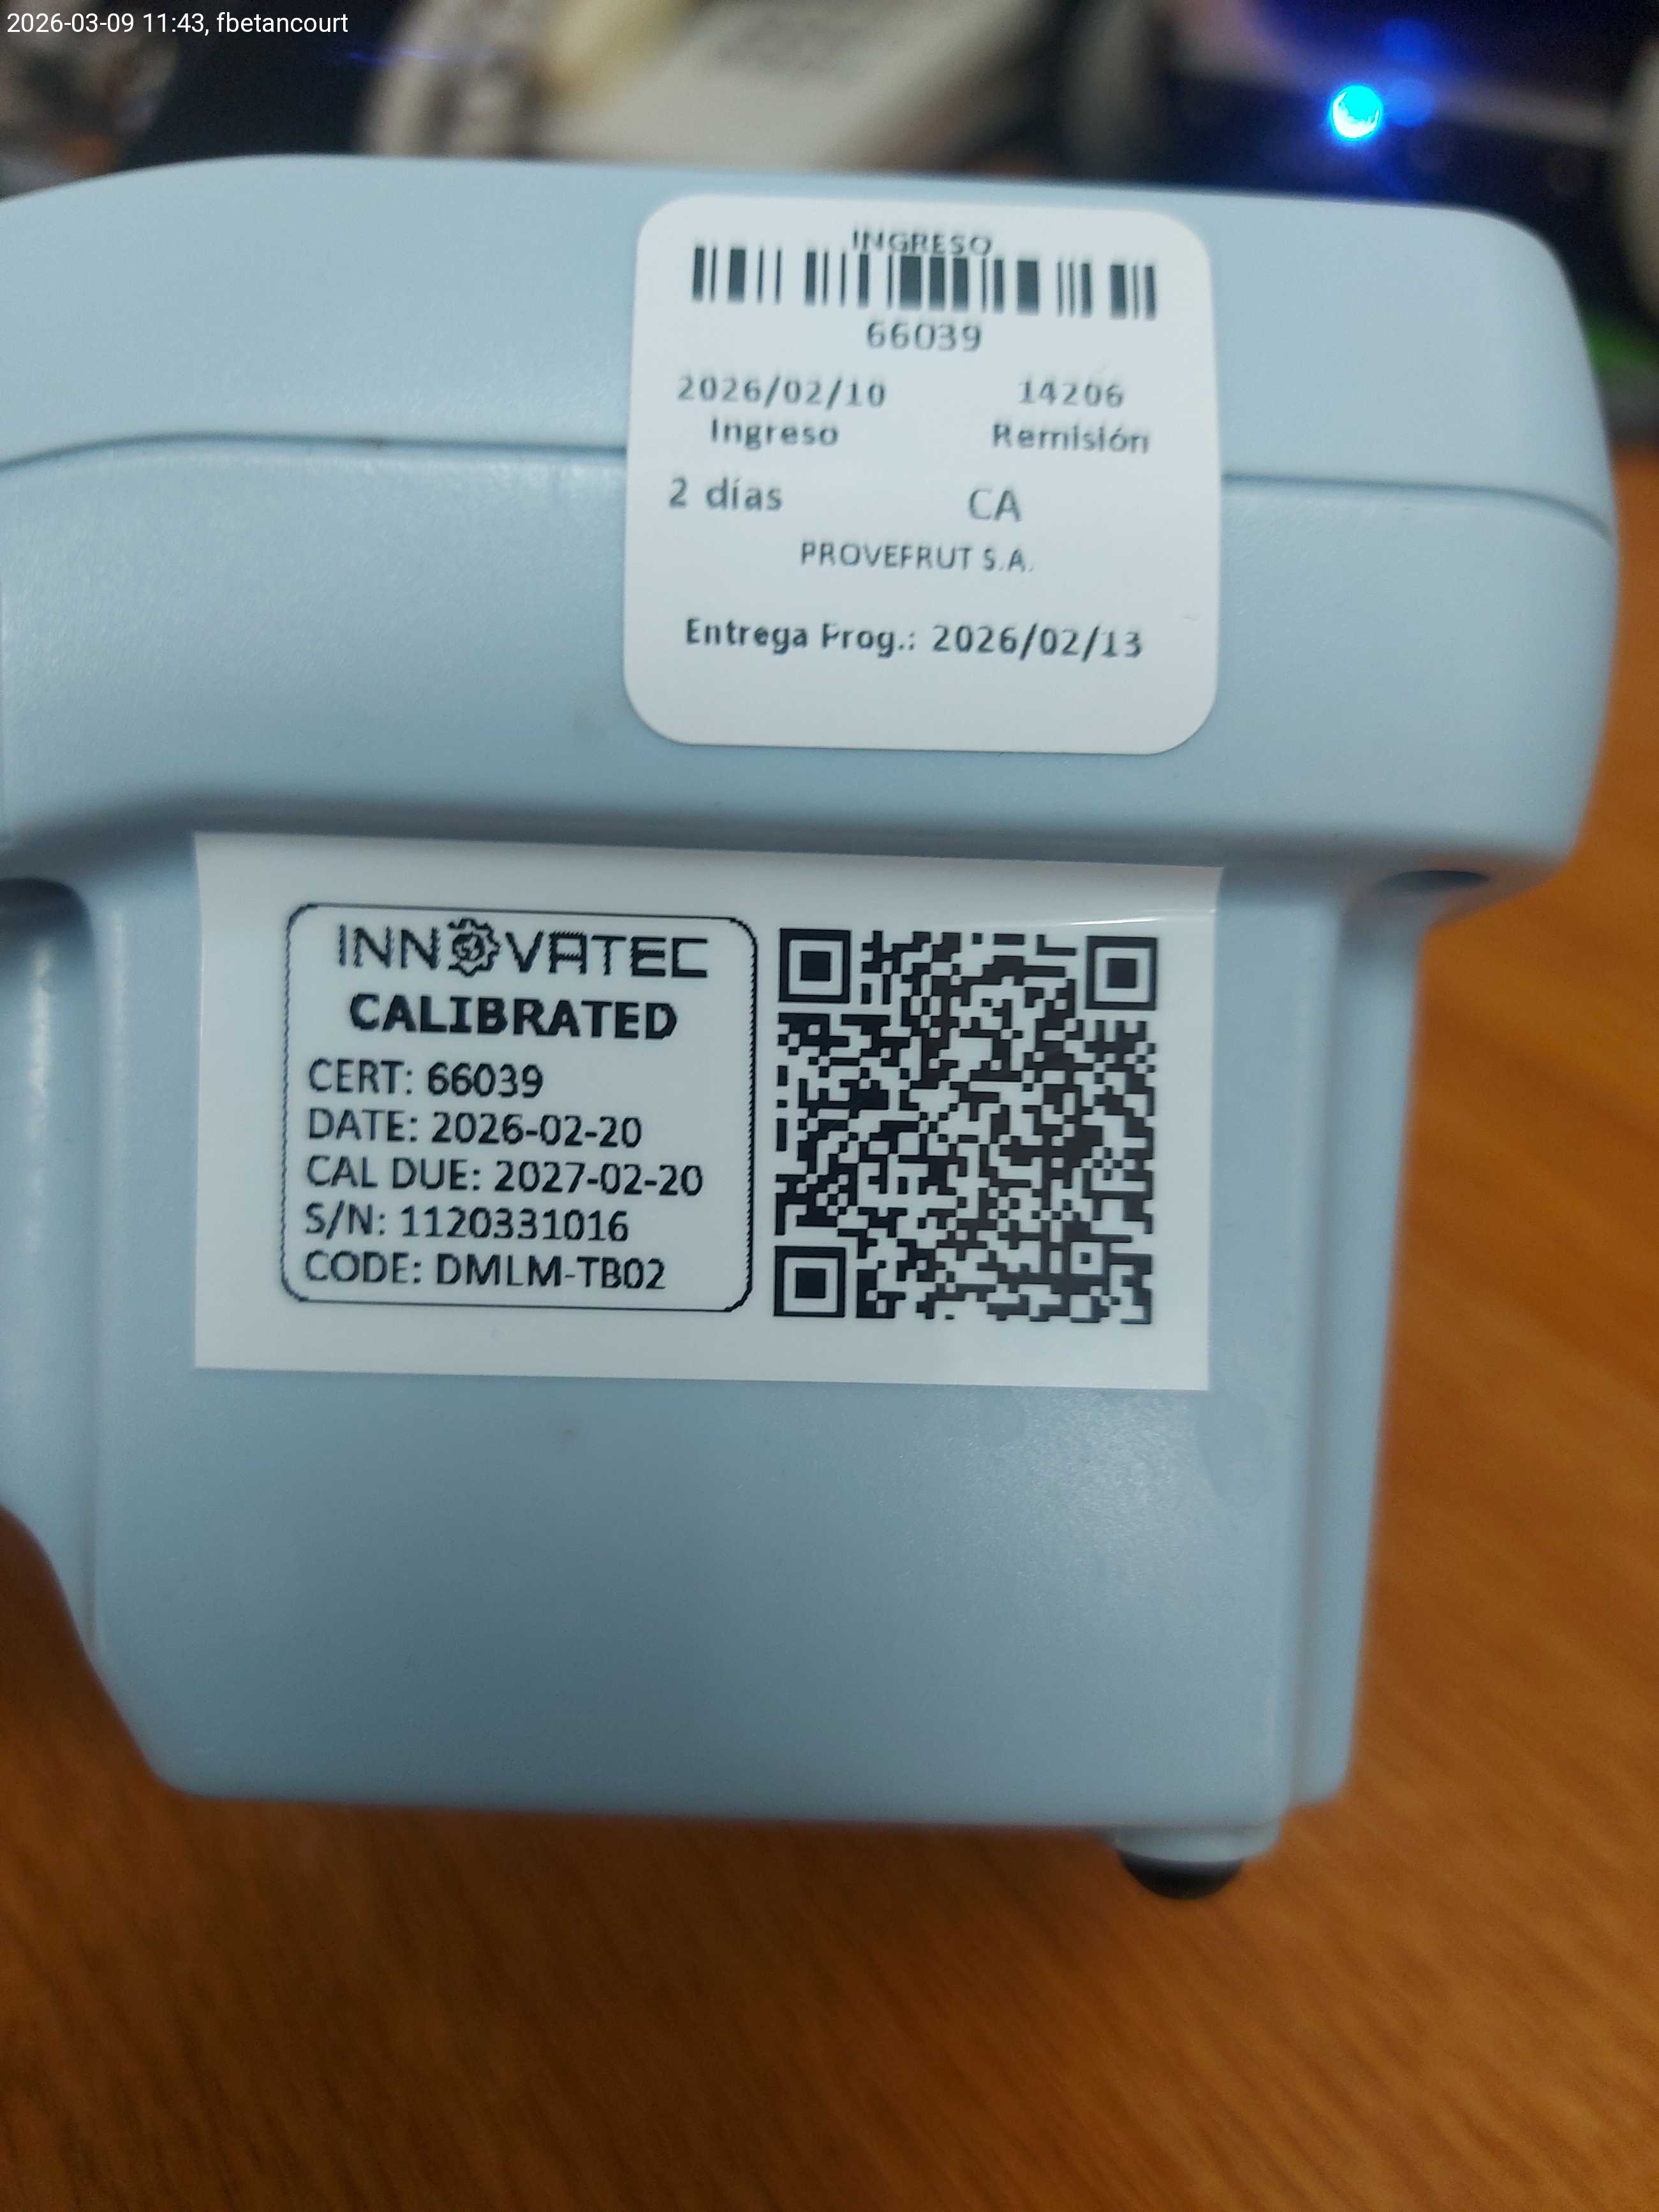 2026-03-09 11:43, fbetancourt
INGRESO
66039
2026/02/10 14206
Ingreso Remisión
2 días CA
PROVEFRUT S.A.
Entrega Prog.: 2026/02/13
INNOVATEC
CALIBRATED
CERT: 66039
DATE: 2026-02-20
CAL DUE: 2027-02-20
S/N: 1120331016
CODE: DMLM-TB02